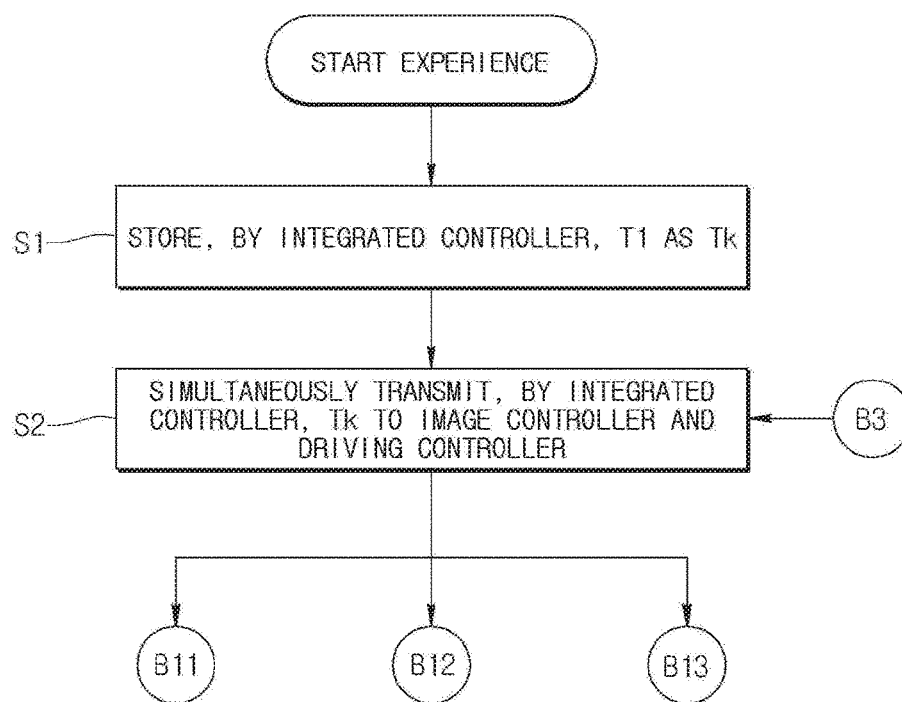 START EXPERIENCE
S1
STORE, BY INTEGRATED CONTROLLER, T1 AS Tk
S2
SIMULTANEOUSLY TRANSMIT, BY INTEGRATED
CONTROLLER, Tk TO IMAGE CONTROLLER AND
DRIVING CONTROLLER
B3
B11
B12
B13